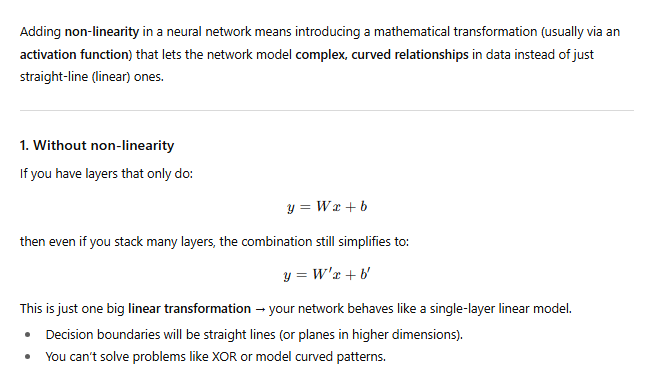 Adding non-linearity in a neural network means introducing a mathematical transformation (usually via an
activation function) that lets the network model complex, curved relationships in data instead of just
straight-line (linear) ones.
1. Without non-linearity
If you have layers that only do:
y = Wx + b
then even if you stack many layers, the combination still simplifies to:
y = W′x + b′
This is just one big linear transformation → your network behaves like a single-layer linear model.
• Decision boundaries will be straight lines (or planes in higher dimensions).
• You can't solve problems like XOR or model curved patterns.